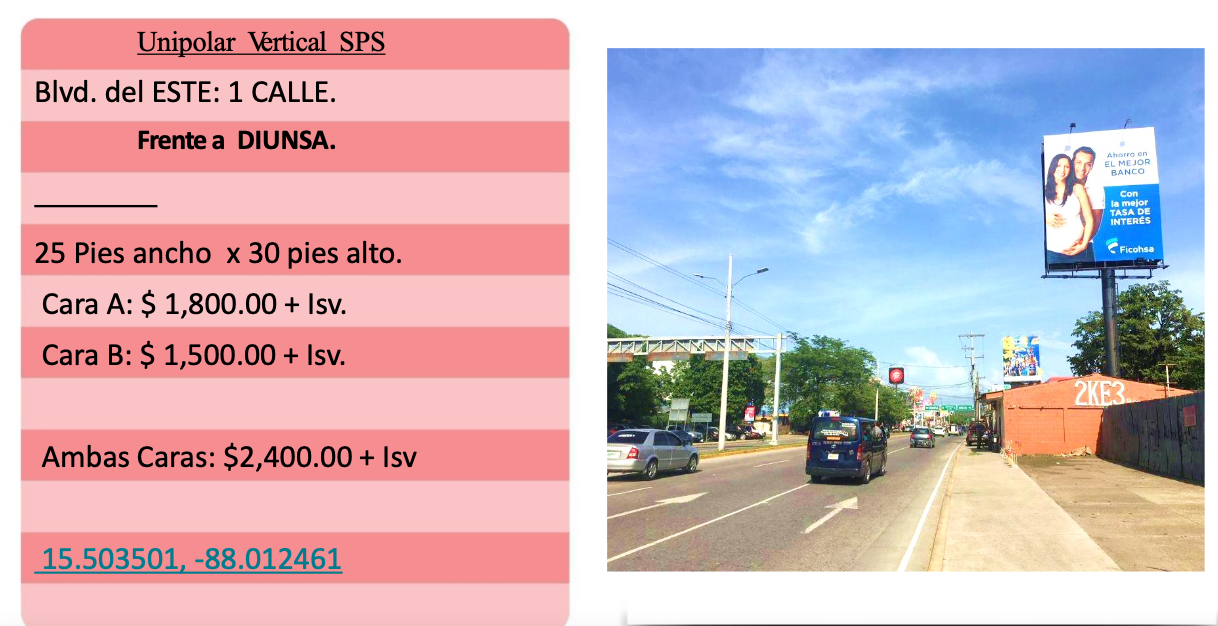 Unipolar Vertical SPS
Blvd. del ESTE: 1 CALLE.
Frente a DIUNSA.
25 Pies ancho x 30 pies alto.
Cara A: $ 1,800.00 + Isv.
Cara B: $ 1,500.00 + Isv.
Ambas Caras: $2,400.00 + Isv
15.503501, -88.012461
Ahorro en
EL MEJOR
BANCO
Con
la mejor
TASA DE
INTERÉS
Ficohsa
2KE3